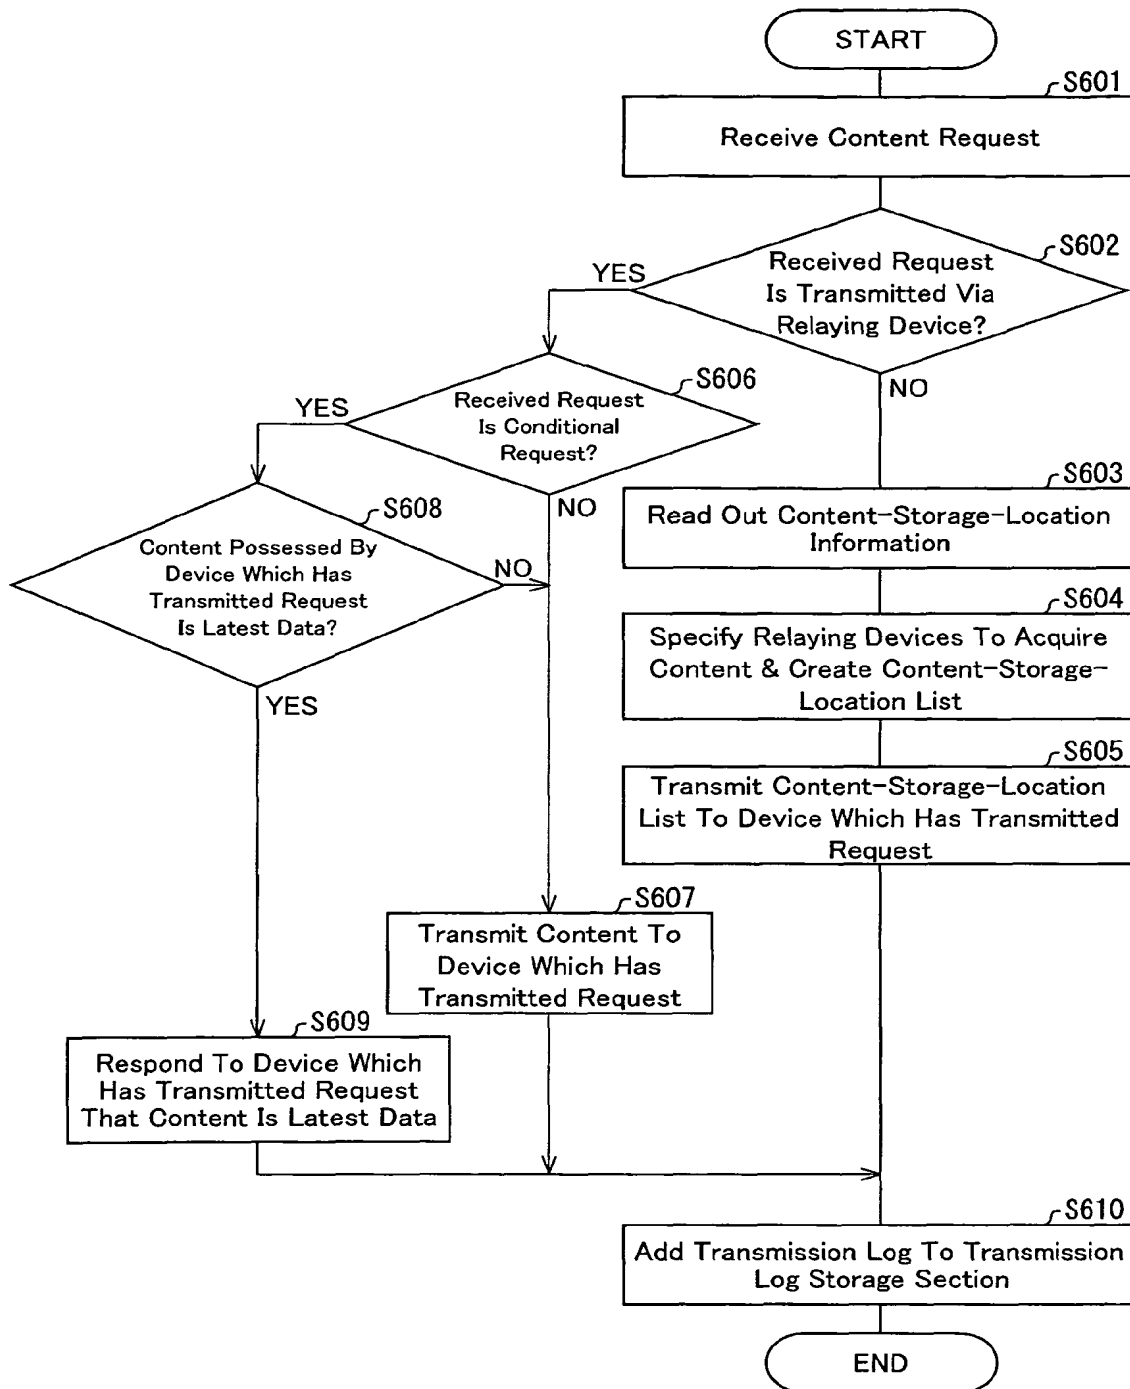 START
S601
Receive Content Request
S602
Received Request
Is Transmitted Via
Relaying Device?
YES
NO
S606
Received Request
Is Conditional
Request?
YES
NO
S608
Content Possessed By
Device Which Has
Transmitted Request
Is Latest Data?
NO
YES
S603
Read Out Content-Storage-Location
Information
S604
Specify Relaying Devices To Acquire
Content & Create Content-Storage-
Location List
S605
Transmit Content-Storage-Location
List To Device Which Has Transmitted
Request
S607
Transmit Content To
Device Which Has
Transmitted Request
S609
Respond To Device Which
Has Transmitted Request
That Content Is Latest Data
S610
Add Transmission Log To Transmission
Log Storage Section
END